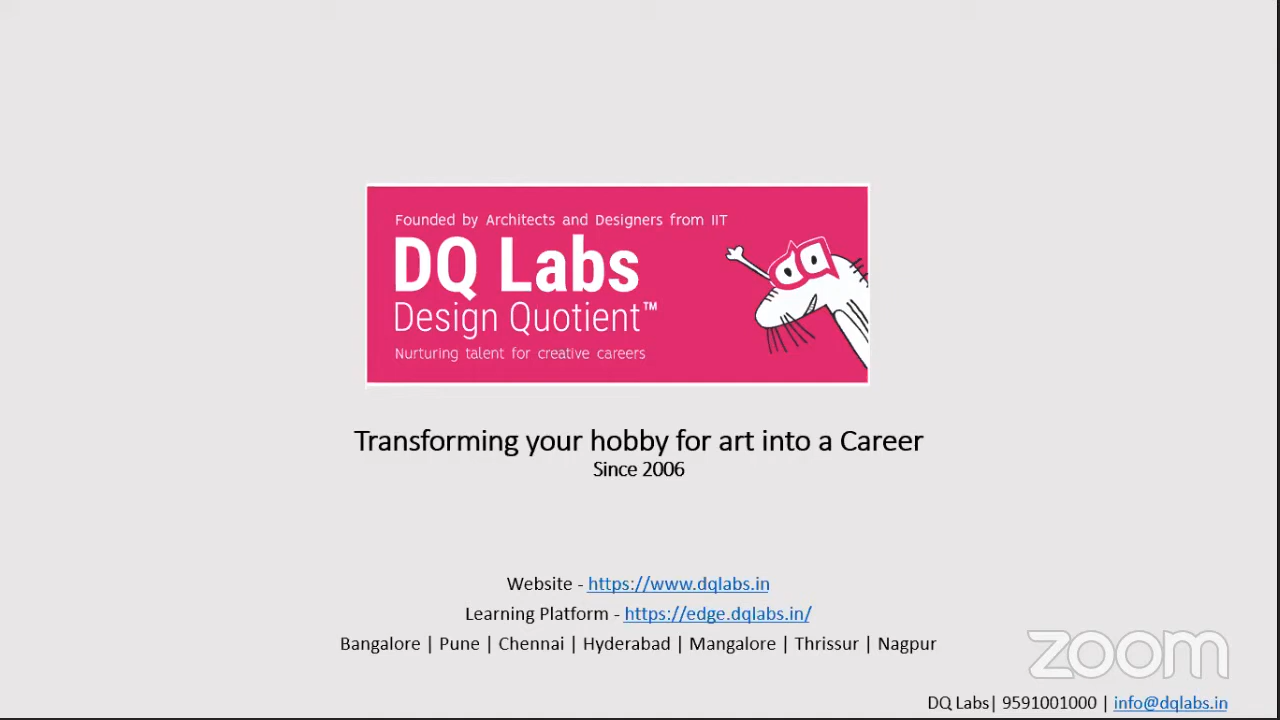 Founded by Architects and Designers from IIT
DQ Labs
Design Quotient™
dq
Nurturing talent for creative careers
Transforming your hobby for art into a Career
Since 2006
Website - https://www.dqlabs.in
Learning Platform - https://edge.dqlabs.in/
Bangalore | Pune | Chennai | Hyderabad | Mangalore | Thrissur | Nagpur
zoom
DQ Labs| 9591001000 | info@dqlabs.in